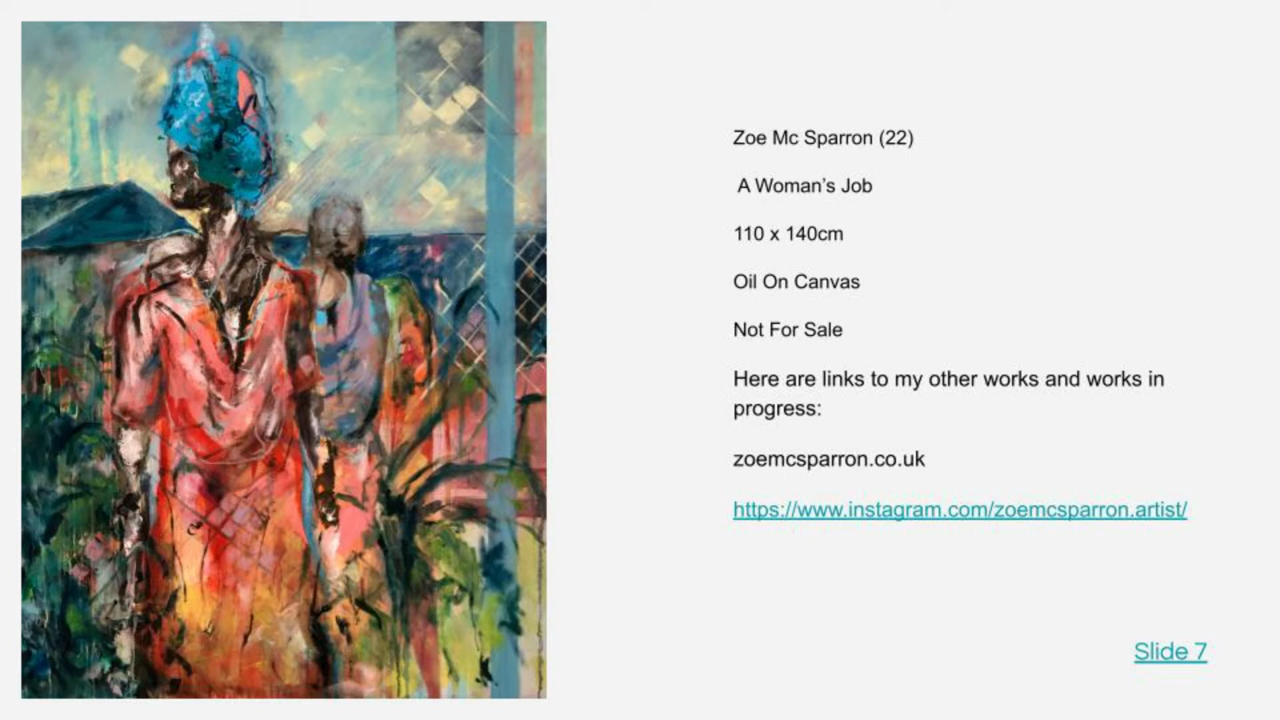 Zoe Mc Sparron (22)
A Woman’s Job
110 x 140cm
Oil On Canvas
Not For Sale
Here are links to my other works and works in
progress:
zoemcsparron.co.uk
https://www.instagram.com/zoemcsparron.artist/
Slide 7